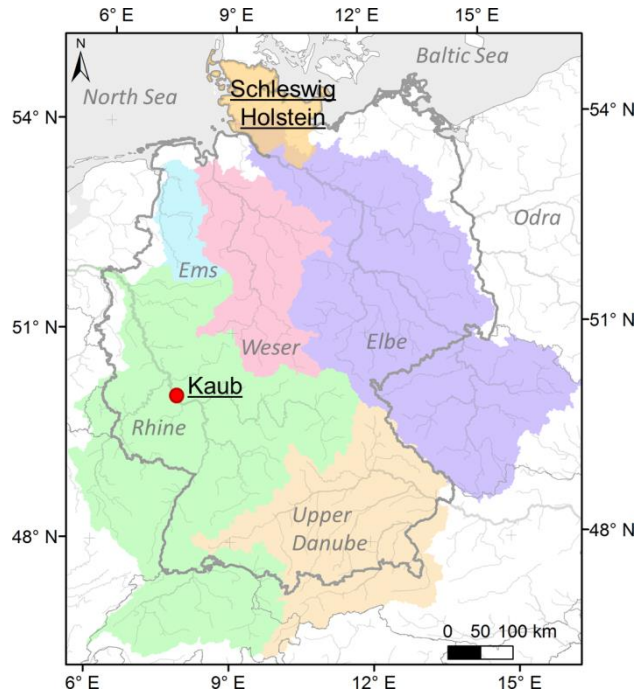 6° E 9° E 12° E 15° E
N
Baltic Sea
North Sea
Schleswig
Holstein
54° N 54° N
Odra
Ems
51° N 51° N
Weser Elbe
Kaub
Rhine
Upper
Danube
48° N 48° N
0 50 100 km
6° E 9° E 12° E 15° E